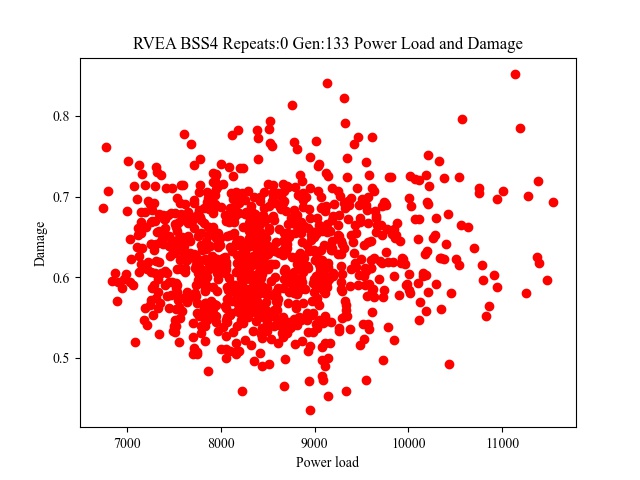 RVEA BSS4 Repeats:0 Gen:133 Power Load and Damage
0.8
0.7
0.6
0.5
Damage
7000 8000 9000 10000 11000
Power load